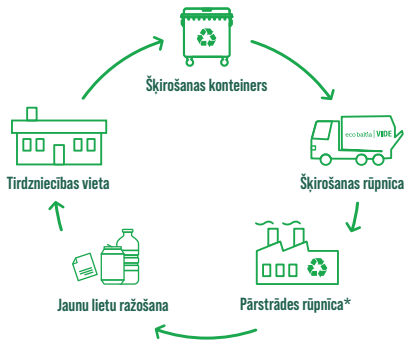 Šķirošanas konteiners
eco baltia | VIDE
Tirdzniecības vieta
Šķirošanas rūpnīca
Jaunu lietu ražošana
Pārstrādes rūpnīca*